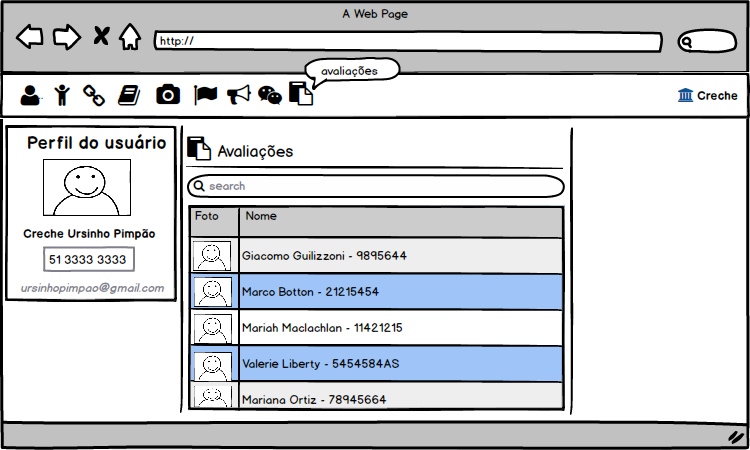 A Web Page
http://
avaliações
Creche
Perfil do usuário
Creche Ursinho Pimpão
51 3333 3333
ursinhopimpao@gmail.com
Avaliações
search
Foto Nome
Giacomo Guilizzoni - 9895644
Marco Botton - 21215454
Mariah Maclachlan - 11421215
Valerie Liberty - 5454584AS
Mariana Ortiz - 78945664